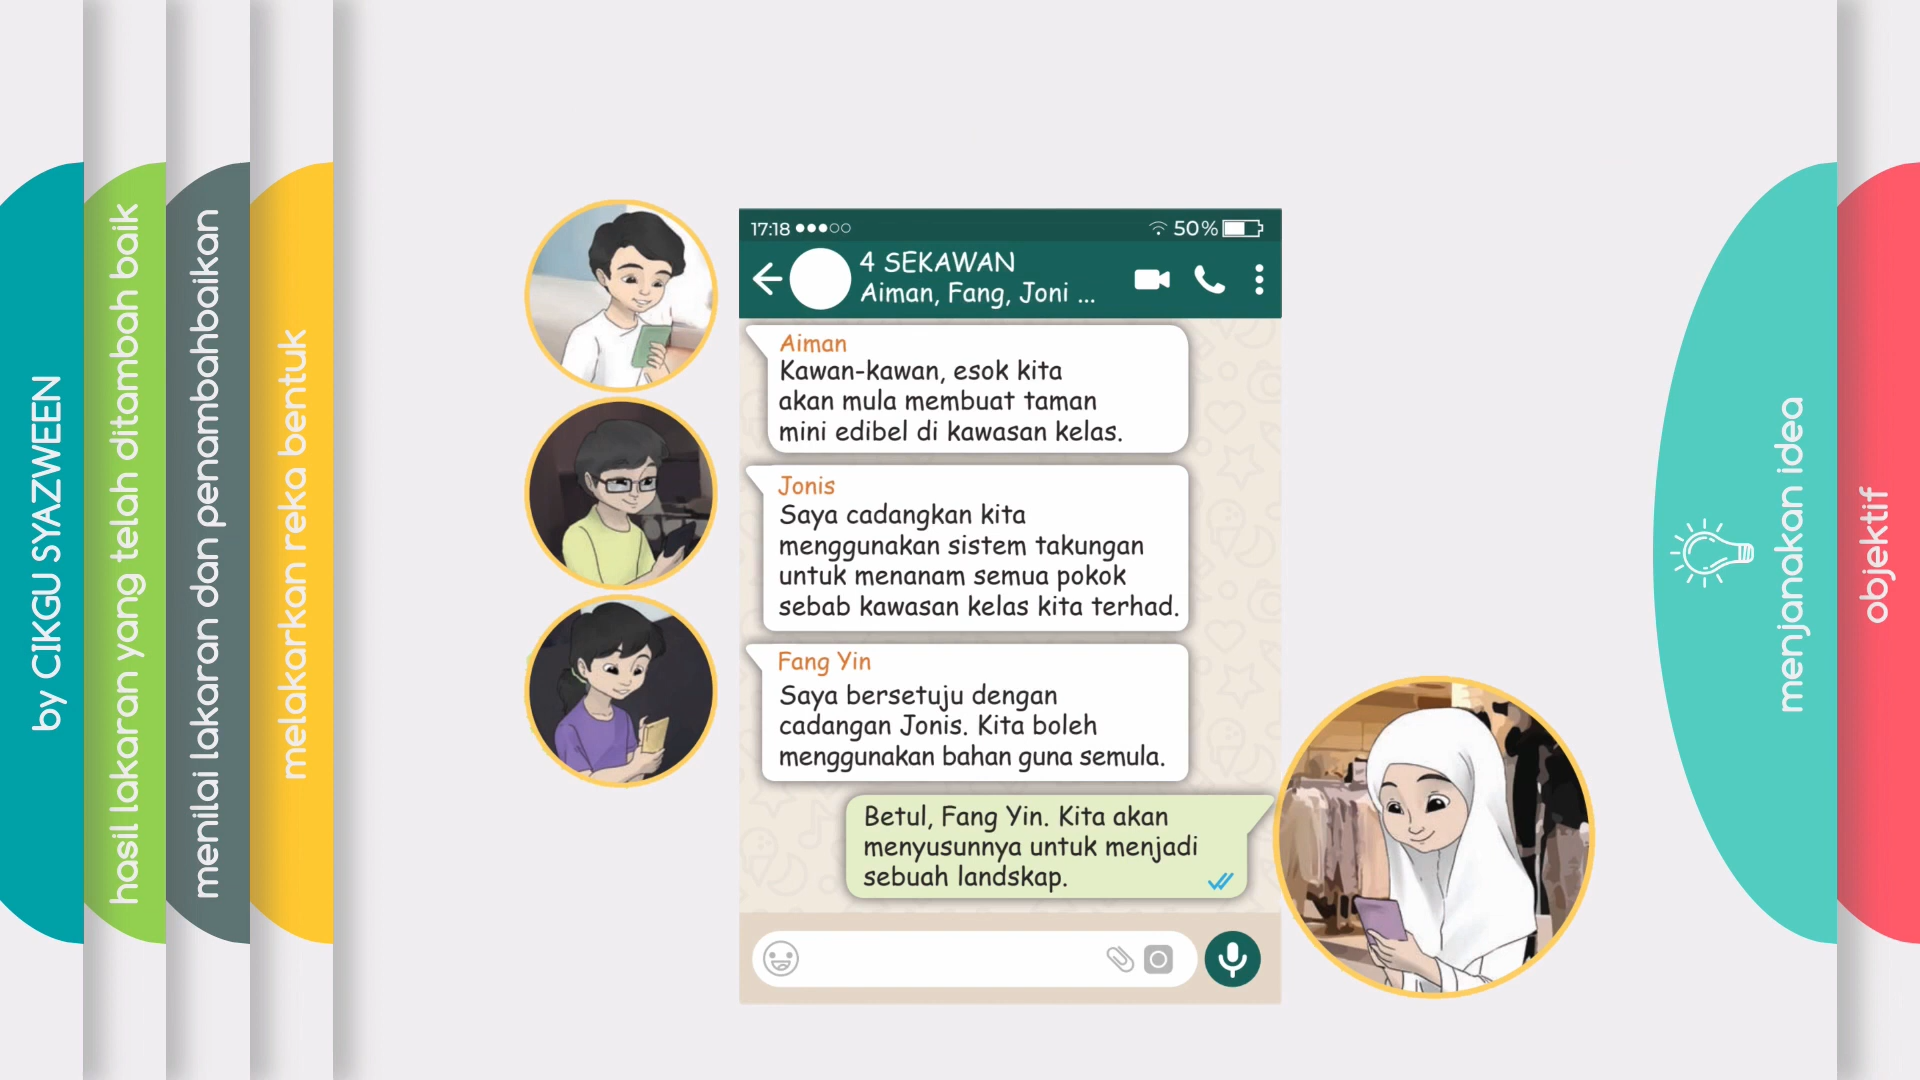 by CIKGU SYAZWEEN
hasil lakaran yang telah ditambah baik
menilai lakaran dan penambahbaikan
melakarkan reka bentuk
17:18
50%
4 SEKAWAN
Aiman, Fang, Joni ...
Aiman
Kawan-kawan, esok kita
akan mula membuat taman
mini edibel di kawasan kelas.
Jonis
Saya cadangkan kita
menggunakan sistem takungan
untuk menanam semua pokok
sebab kawasan kelas kita terhad.
Fang Yin
Saya bersetuju dengan
cadangan Jonis. Kita boleh
menggunakan bahan guna semula.
Betul, Fang Yin. Kita akan
menyusunnya untuk menjadi
sebuah landskap.
menjanakan idea
objektif